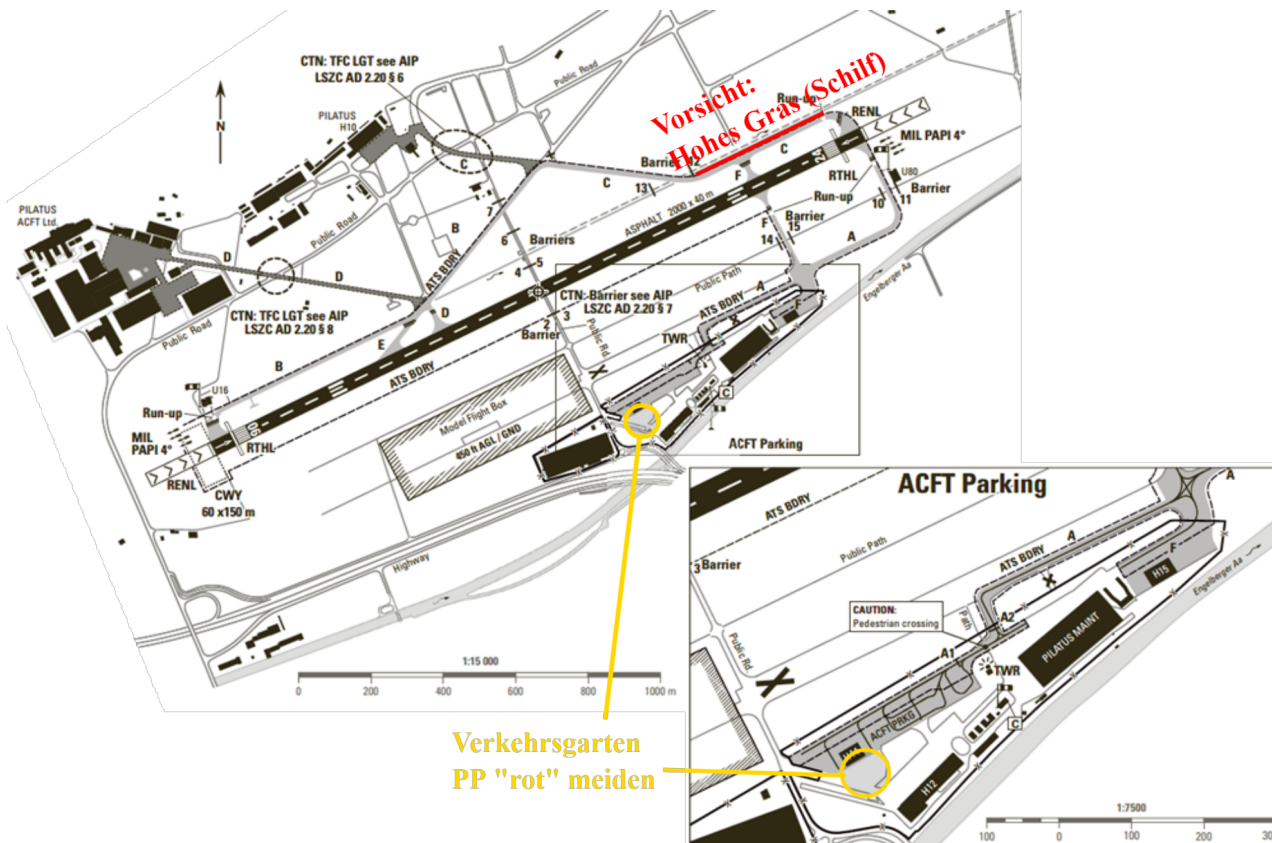 CTN: TFC LGT see AIP
LSZC AD 2.20 § 6
N
PILATUS
H10
Public Road
Vorsicht:
Hohes Gras (Schilf)
Run-up
RENL
MIL PAPI 4°
C
C
C
Barrier 12
13
F
24
RTHL
U80
Run-up
Barrier
10
11
PILATUS
ACFT Ltd.
Public Road
7
B
6
Barriers
ASPHALT 2000 x 40 m
F
Barrier
15
14
A
D
D
ATS BDRY
4
5
Public Path
A
Engelberger Aa
CTN: TFC LGT see AIP
LSZC AD 2.20 § 8
CTN: Barrier see AIP
LSZC AD 2.20 § 7
ATS BDRY
F
Public Road
D
E
2
3
Barrier
Public Rd
TWR
B
ATS BDRY
U16
Run-up
MIL
PAPI 4°
06
RTHL
RENL
CWY
60 x150 m
Model Flight Box
450 ft AGL / GND
C
ACFT Parking
Highway
1:15 000
0 200 400 600 800 1000 m
Verkehrsgarten
PP "rot" meiden
ACFT Parking
A
ATS BDRY
Public Path
A
ATS BDRY
F
H15
3 Barrier
Engelberger Aa
CAUTION:
Pedestrian crossing
Path
A2
A1
PILATUS MAINT
Public Rd
TWR
C
ACFT PRKG
H12
1:7500
100 0 100 200